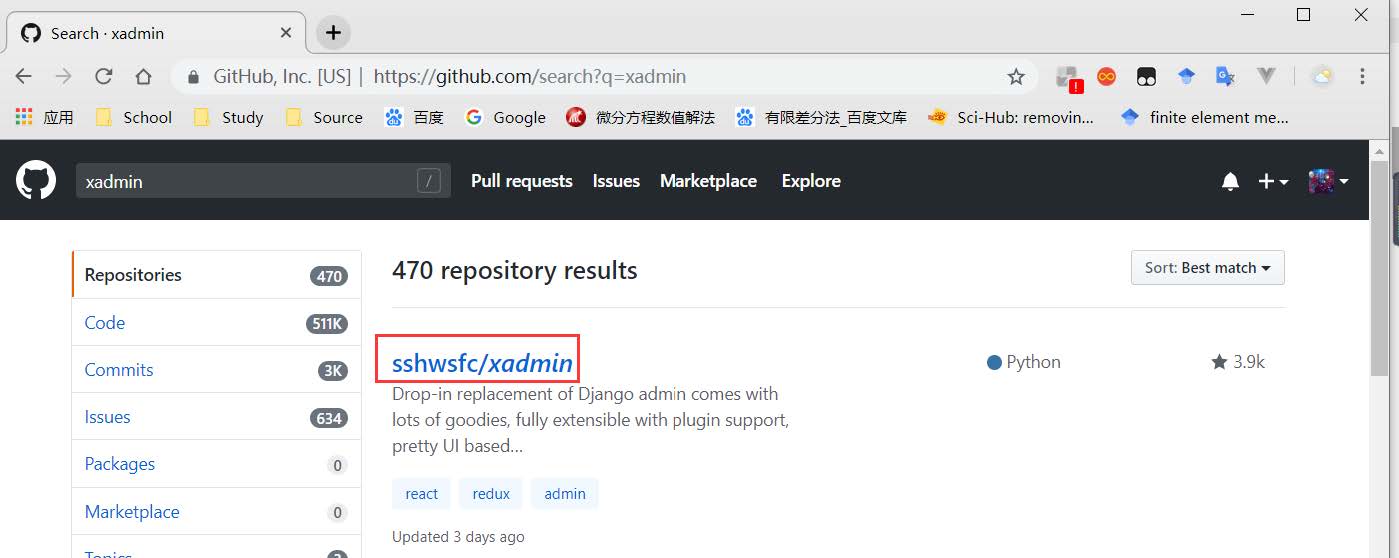 Search · xadmin
GitHub, Inc. [US] | https://github.com/search?q=xadmin
应用 School Study Source 百度 Google 微分方程数值解法 有限差分法_百度文库 Sci-Hub: removin... finite element me...
xadmin / Pull requests Issues Marketplace Explore
Repositories 470
Code 511K
Commits 3K
Issues 634
Packages 0
Marketplace 0
470 repository results
Sort: Best match
sshwsfc/xadmin
Python
3.9k
Drop-in replacement of Django admin comes with
lots of goodies, fully extensible with plugin support,
pretty UI based...
react redux admin
Updated 3 days ago